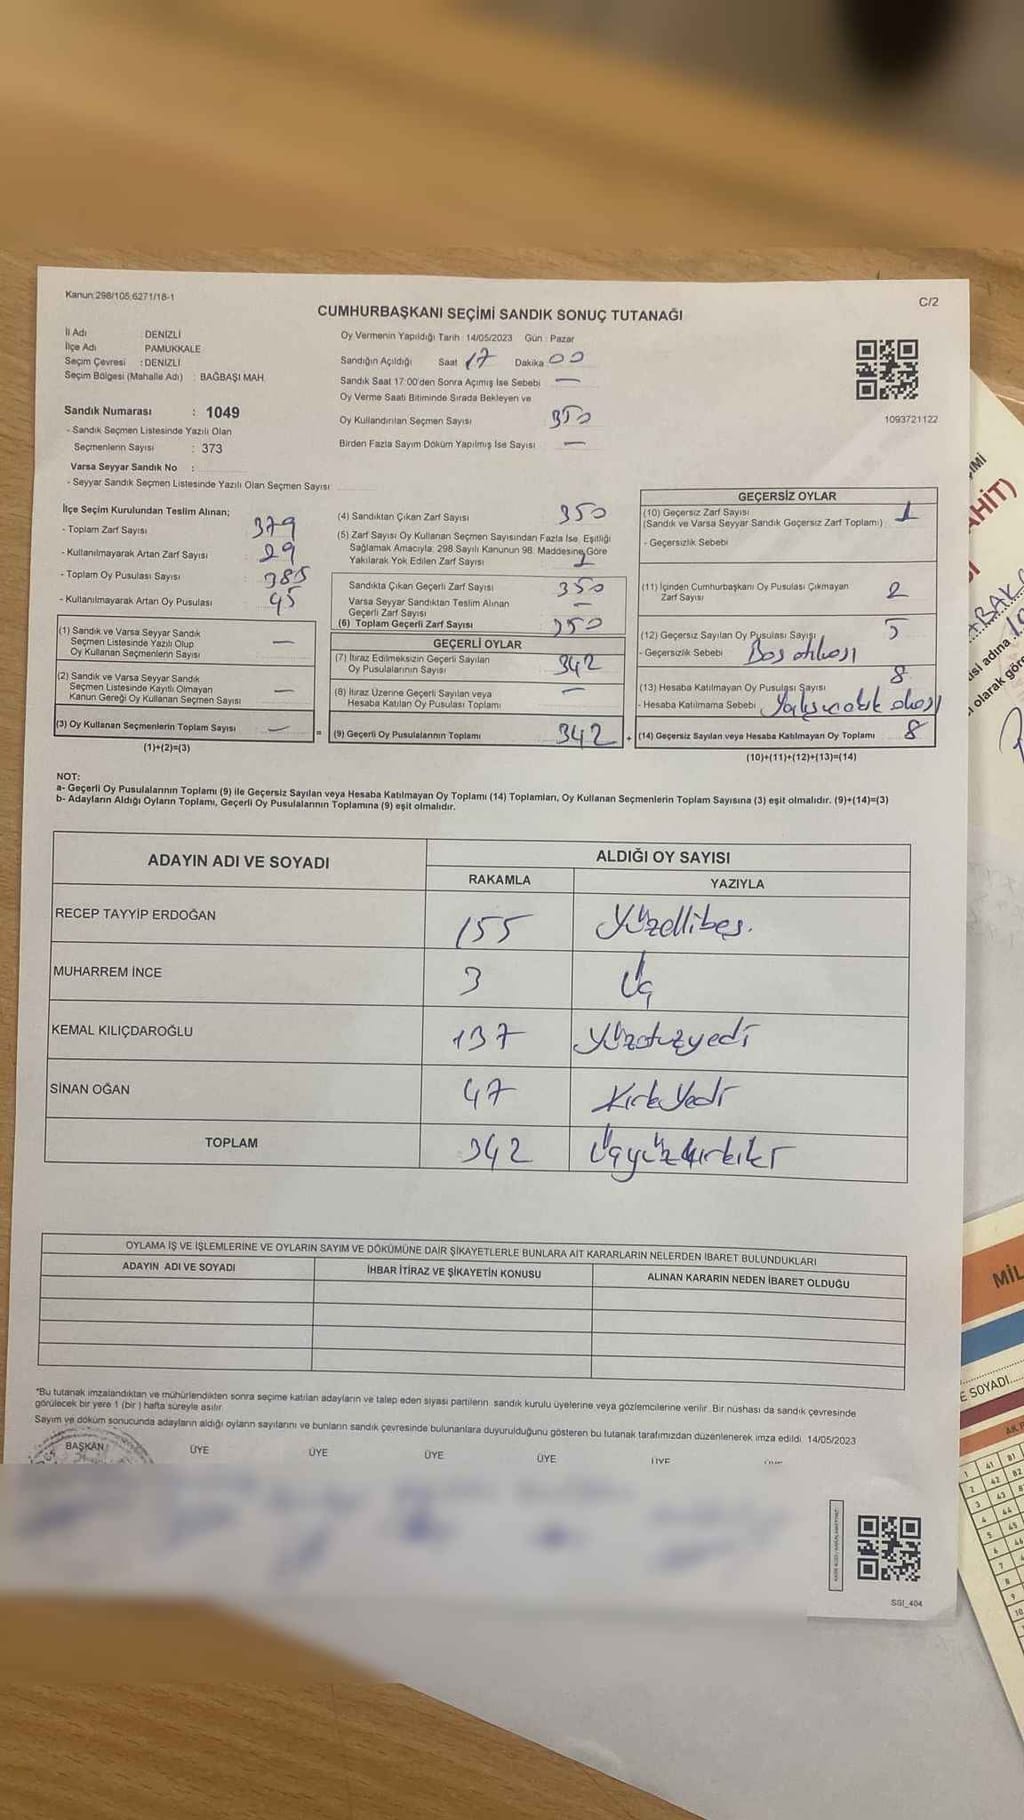 Kanun:298/105;6271/18-1
C/2
CUMHURBAŞKANI SEÇİMİ SANDIK SONUÇ TUTANAĞI
İl Adı DENİZLİ
İlçe Adı PAMUKKALE
Seçim Çevresi : DENİZLİ
Seçim Bölgesi (Mahalle Adı) : BAĞBAŞI MAH.
Sandık Numarası : 1049
- Sandık Seçmen Listesinde Yazılı Olan
Seçmenlerin Sayısı : 373
Varsa Seyyar Sandık No :
- Seyyar Sandık Seçmen Listesinde Yazılı Olan Seçmen Sayısı:
Oy Vermenin Yapıldığı Tarih 14/05/2023 Gün : Pazar
Sandığın Açıldığı Saat 17 Dakika 00
Sandık Saat 17:00'den Sonra Açımış İse Sebebi —
Oy Verme Saati Bitiminde Sırada Bekleyen ve
Oy Kullandırılan Seçmen Sayısı 350
Birden Fazla Sayım Döküm Yapılmış İse Sayısı —
1093721122
İlçe Seçim Kurulundan Teslim Alınan;
- Toplam Zarf Sayısı 379
- Kullanılmayarak Artan Zarf Sayısı : 29
- Toplam Oy Pusulası Sayısı : 385
- Kullanılmayarak Artan Oy Pusulası : 45
(1) Sandık ve Varsa Seyyar Sandık
Seçmen Listesinde Yazılı Olup
Oy Kullanan Seçmenlerin Sayısı —
(2) Sandık ve Varsa Seyyar Sandık
Seçmen Listesinde Kayıtlı Olmayan
Kanun Gereği Oy Kullanan Seçmen Sayısı —
(3) Oy Kullanan Seçmenlerin Toplam Sayısı —
(1)+(2)=(3)
(4) Sandıktan Çıkan Zarf Sayısı 350
(5) Zarf Sayısı Oy Kullanan Seçmen Sayısından Fazla İse, Eşitliği
Sağlamak Amacıyla; 298 Sayılı Kanunun 98. Maddesine Göre
Yakılarak Yok Edilen Zarf Sayısı
Sandıkta Çıkan Geçerli Zarf Sayısı 350
Varsa Seyyar Sandıktan Teslim Alınan
Geçerli Zarf Sayısı —
(6) Toplam Geçerli Zarf Sayısı 350
GEÇERLİ OYLAR
(7) İtiraz Edilmeksizin Geçerli Sayılan
Oy Pusulalarının Sayısı 342
(8) İtiraz Üzerine Geçerli Sayılan veya
Hesaba Katılan Oy Pusulası Toplamı —
= (9) Geçerli Oy Pusulalarının Toplamı 342 +
GEÇERSİZ OYLAR
(10) Geçersiz Zarf Sayısı 1
(Sandık ve Varsa Seyyar Sandık Geçersiz Zarf Toplamı)
- Geçersizlik Sebebi
(11) İçinden Cumhurbaşkanı Oy Pusulası Çıkmayan
Zarf Sayısı 2
(12) Geçersiz Sayılan Oy Pusulası Sayısı 5
- Geçersizlik Sebebi Boş atılması
(13) Hesaba Katılmayan Oy Pusulası Sayısı 8
- Hesaba Katılmama Sebebi
(14) Geçersiz Sayılan veya Hesaba Katılmayan Oy Toplamı 8
(10)+(11)+(12)+(13)=(14)
NOT:
a- Geçerli Oy Pusulalarının Toplamı (9) ile Geçersiz Sayılan veya Hesaba Katılmayan Oy Toplamı (14) Toplamları, Oy Kullanan Seçmenlerin Toplam Sayısına (3) eşit olmalıdır. (9)+(14)=(3)
b- Adayların Aldığı Oyların Toplamı, Geçerli Oy Pusulalarının Toplamına (9) eşit olmalıdır.
ADAYIN ADI VE SOYADI
ALDIĞI OY SAYISI
RAKAMLA YAZIYLA
RECEP TAYYİP ERDOĞAN 155 Yüzellibeş.
MUHARREM İNCE 3 Üç
KEMAL KILIÇDAROĞLU 137 Yüzotuzyedi
SİNAN OĞAN 47 Kırkyedi
TOPLAM 342 Üçyüzkırkiki
OYLAMA İŞ VE İŞLEMLERİNE VE OYLARIN SAYIM VE DÖKÜMÜNE DAİR ŞİKAYETLERLE BUNLARA AİT KARARLARIN NELERDEN İBARET BULUNDUKLARI
ADAYIN ADI VE SOYADI İHBAR İTİRAZ VE ŞİKAYETİN KONUSU ALINAN KARARIN NEDEN İBARET OLDUĞU
*Bu tutanak imzalandıktan ve mühürlendikten sonra seçime katılan adayların ve talep eden siyasi partilerin sandık kurulu üyelerine veya gözlemcilerine verilir. Bir nüshası da sandık çevresinde
görülecek bir yere 1 (bir) hafta süreyle asılır.
Sayım ve döküm sonucunda adayların aldığı oyların sayılarını ve bunların sandık çevresinde bulunanlara duyurulduğunu gösteren bu tutanak tarafımızdan düzenlenerek imza edildi. 14/05/2023
BAŞKAN ÜYE ÜYE ÜYE ÜYE ÜYE
SGI_404
MİL
E SOYADI